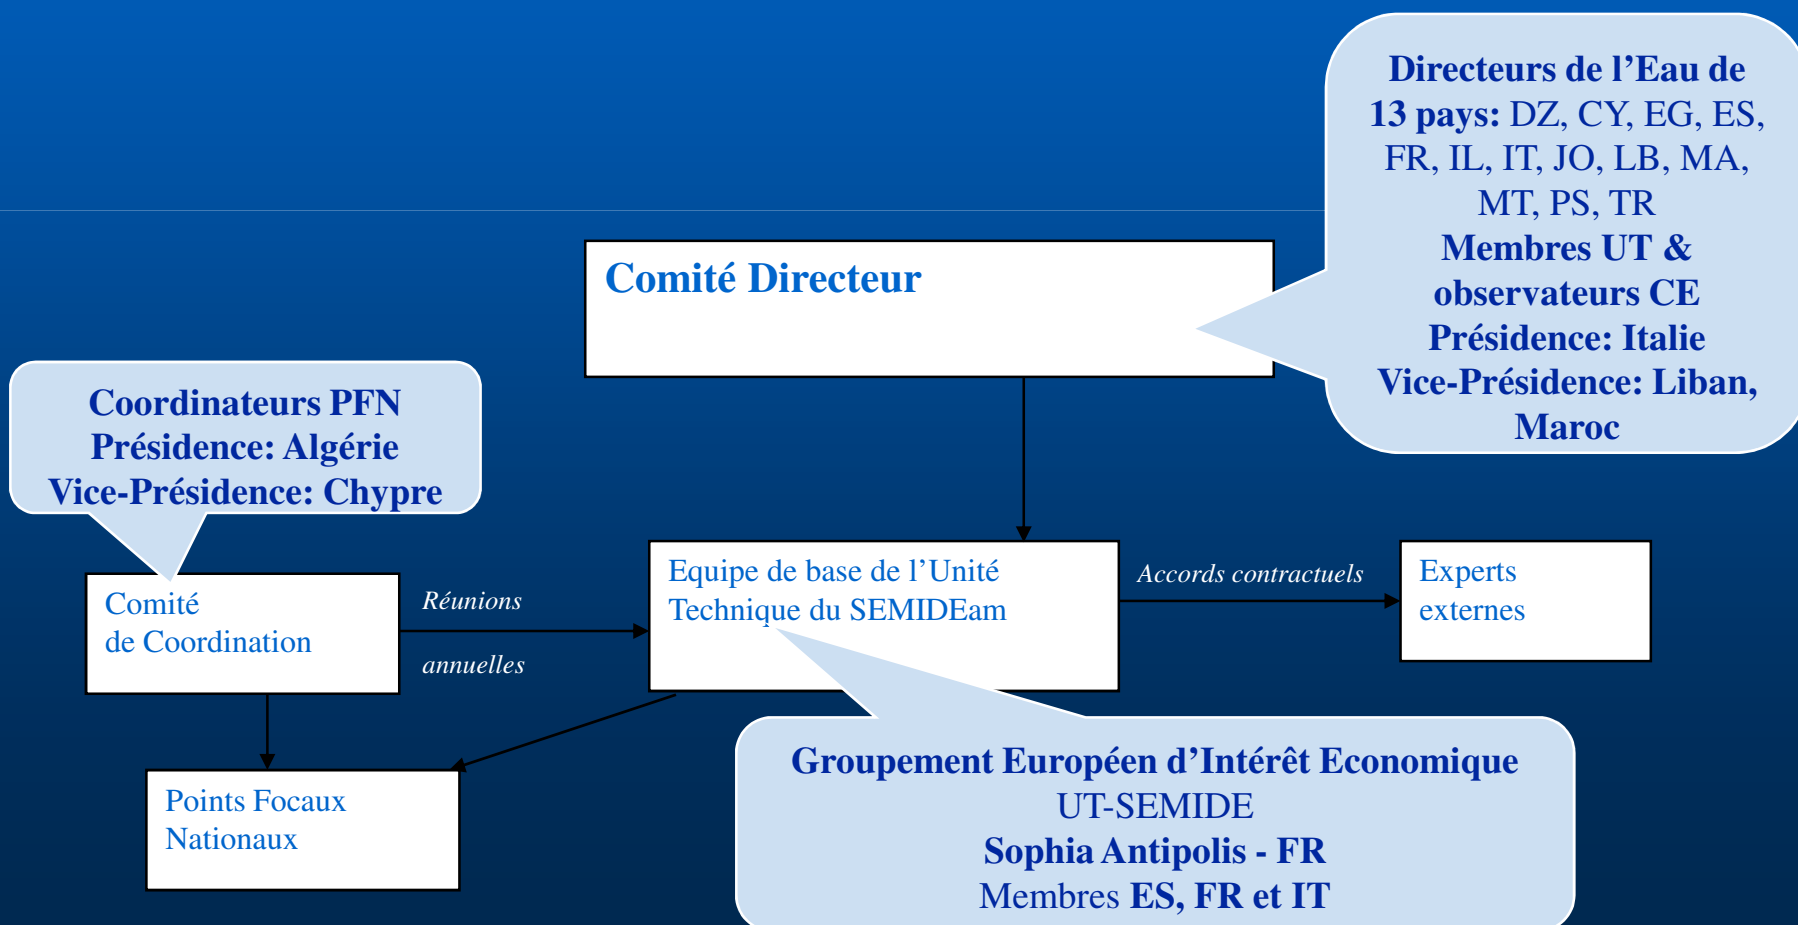 Directeurs de l’Eau de
13 pays: DZ, CY, EG, ES,
FR, IL, IT, JO, LB, MA,
MT, PS, TR
Membres UT &
observateurs CE
Présidence: Italie
Vice-Présidence: Liban,
Maroc
Comité Directeur
Coordinateurs PFN
Présidence: Algérie
Vice-Présidence: Chypre
Comité
de Coordination
Réunions
annuelles
Equipe de base de l’Unité
Technique du SEMIDEam
Accords contractuels
Experts
externes
Points Focaux
Nationaux
Groupement Européen d’Intérêt Economique
UT-SEMIDE
Sophia Antipolis - FR
Membres ES, FR et IT